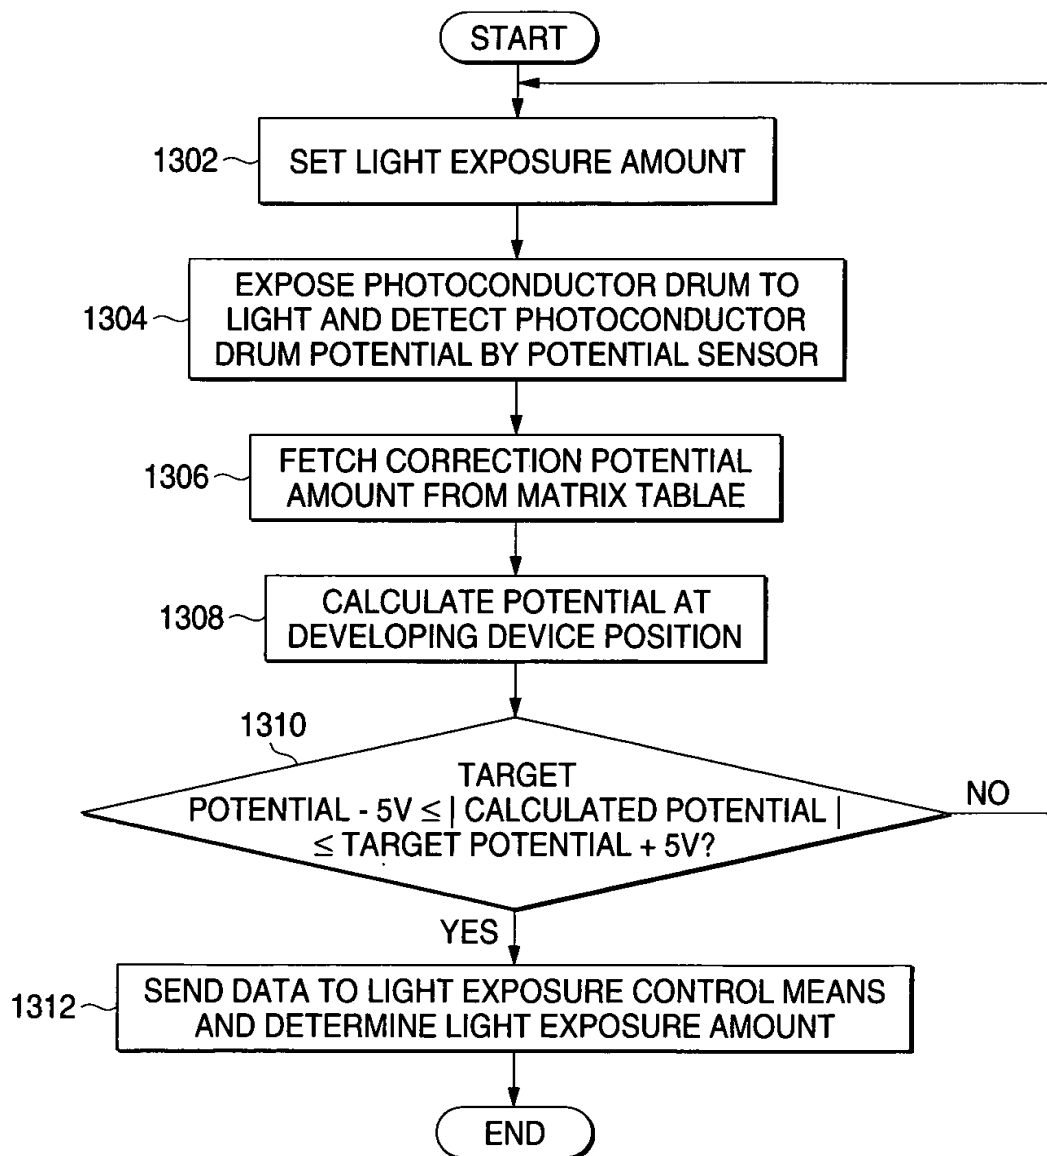 START
1302
SET LIGHT EXPOSURE AMOUNT
1304
EXPOSE PHOTOCONDUCTOR DRUM TO
LIGHT AND DETECT PHOTOCONDUCTOR
DRUM POTENTIAL BY POTENTIAL SENSOR
1306
FETCH CORRECTION POTENTIAL
AMOUNT FROM MATRIX TABLAE
1308
CALCULATE POTENTIAL AT
DEVELOPING DEVICE POSITION
1310
TARGET
POTENTIAL - 5V ≤ | CALCULATED POTENTIAL |
≤ TARGET POTENTIAL + 5V?
NO
YES
1312
SEND DATA TO LIGHT EXPOSURE CONTROL MEANS
AND DETERMINE LIGHT EXPOSURE AMOUNT
END